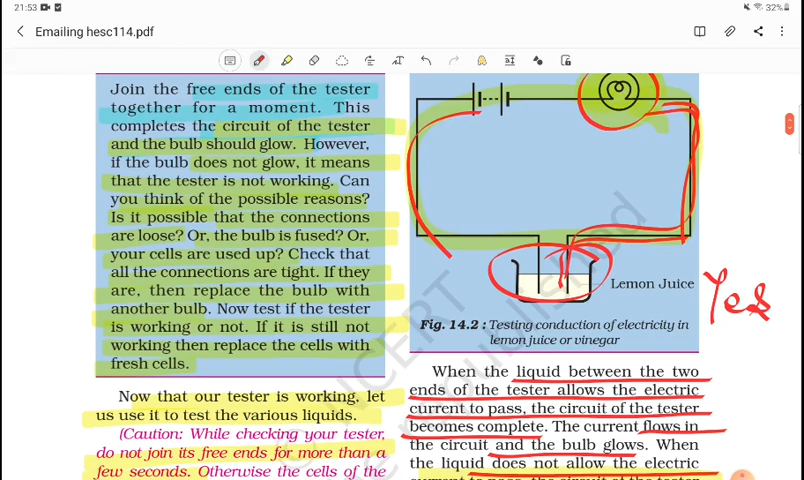 21:53
32%
Emailing hesc114.pdf
Join the free ends of the tester
together for a moment. This
completes the circuit of the tester
and the bulb should glow. However,
if the bulb does not glow, it means
that the tester is not working. Can
you think of the possible reasons?
Is it possible that the connections
are loose? Or, the bulb is fused? Or,
your cells are used up? Check that
all the connections are tight. If they
are, then replace the bulb with
another bulb. Now test if the tester
is working or not. If it is still not
working then replace the cells with
fresh cells.
Now that our tester is working, let
us use it to test the various liquids.
(Caution: While checking your tester,
do not join its free ends for more than
a few seconds. Otherwise the cells of the
Lemon Juice
Yes
Fig. 14.2 : Testing conduction of electricity in
lemon juice or vinegar
When the liquid between the two
ends of the tester allows the electric
current to pass, the circuit of the tester
becomes complete. The current flows in
the circuit and the bulb glows. When
the liquid does not allow the electric
current to pass, the circuit of the tester
© NCERT
republished